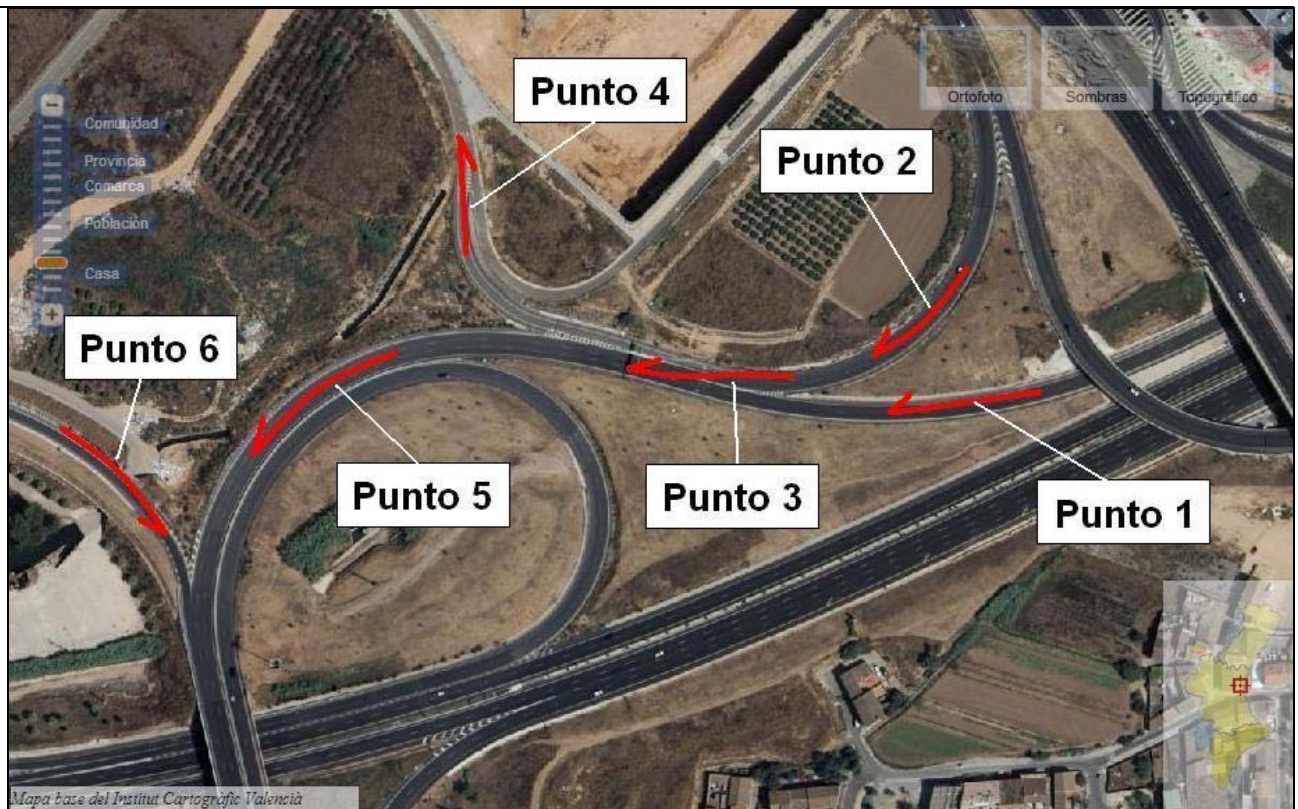 Ortofoto
Sombras
Topográfico
Comunidad
Provincia
Comarca
Población
Casa
Punto 4
Punto 2
Punto 6
Punto 5
Punto 3
Punto 1
Mapa base del Institut Cartogràfic Valencià